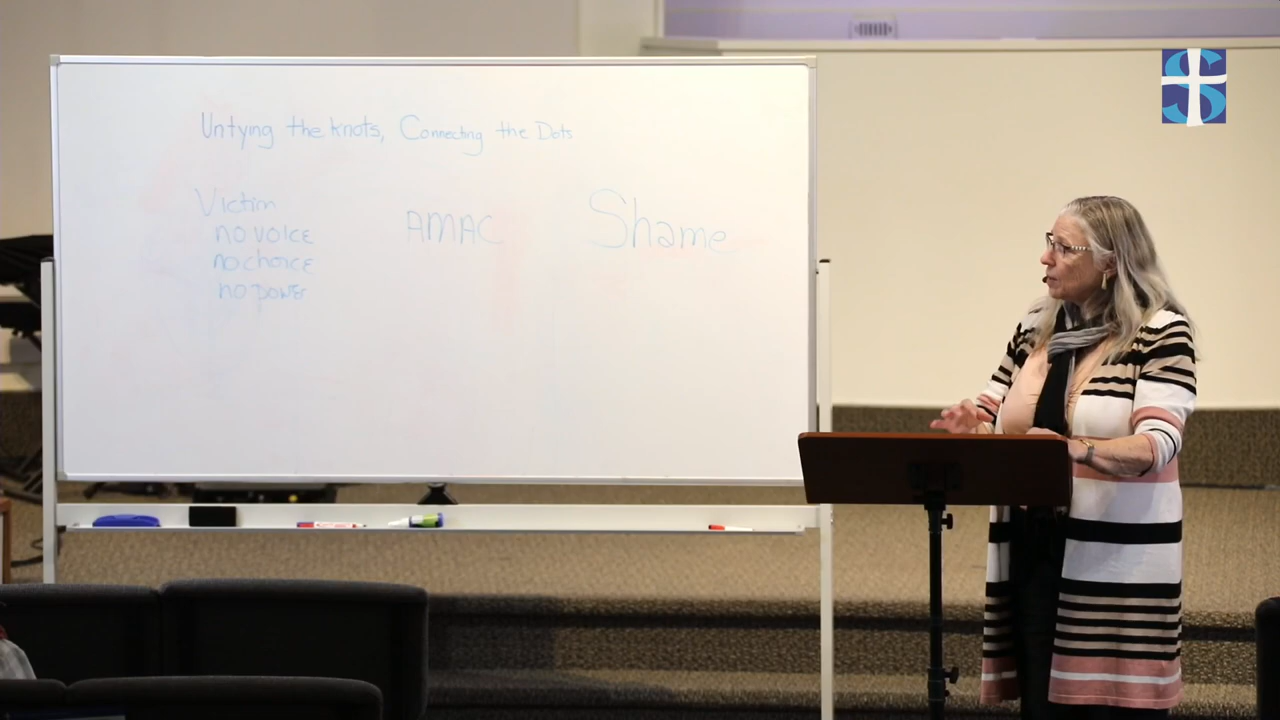 Untying the knots, Connecting the Dots
Victim
no voice
no choice
no power
AMAC
Shame
S